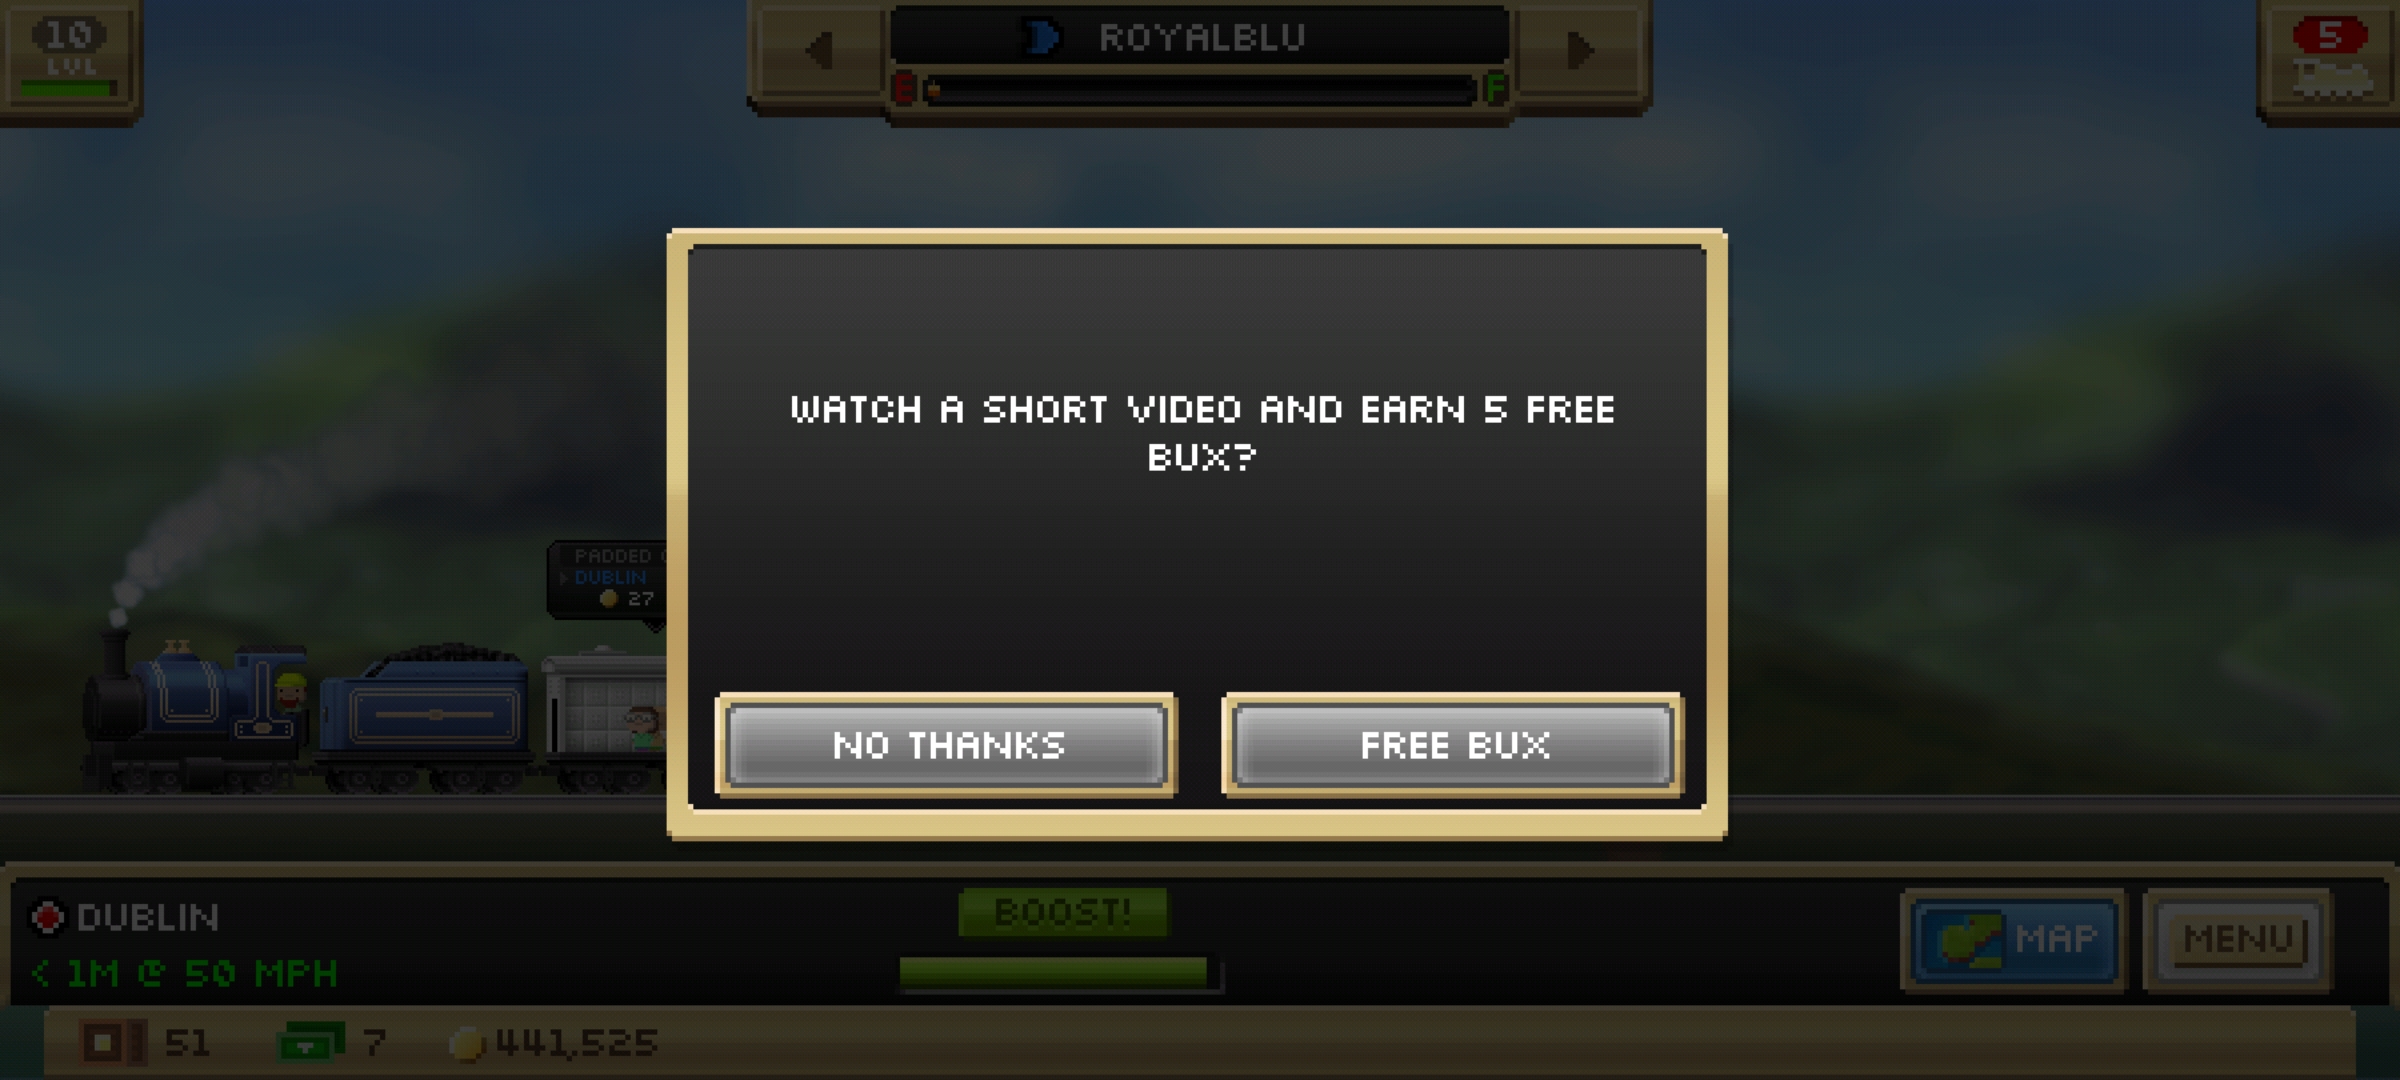 10
LVL
ROYALBLU
E F
5
WATCH A SHORT VIDEO AND EARN 5 FREE
BUX?
PADDED
DUBLIN
27
NO THANKS
FREE BUX
DUBLIN
< 1M @ 50 MPH
BOOST!
MAP
MENU
51
7
441,525